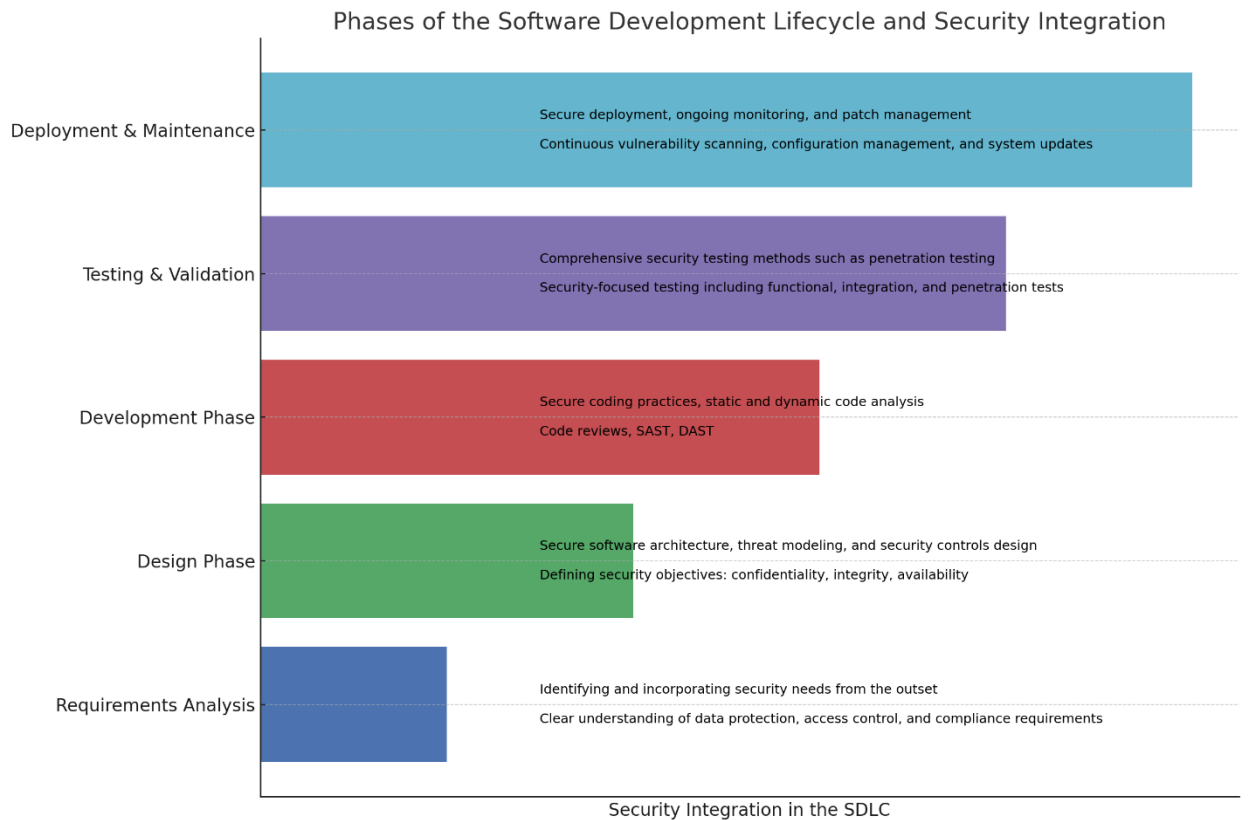 Phases of the Software Development Lifecycle and Security Integration
Deployment & Maintenance
Secure deployment, ongoing monitoring, and patch management
Continuous vulnerability scanning, configuration management, and system updates
Testing & Validation
Comprehensive security testing methods such as penetration testing
Security-focused testing including functional, integration, and penetration tests
Development Phase
Secure coding practices, static and dynamic code analysis
Code reviews, SAST, DAST
Design Phase
Secure software architecture, threat modeling, and security controls design
Defining security objectives: confidentiality, integrity, availability
Requirements Analysis
Identifying and incorporating security needs from the outset
Clear understanding of data protection, access control, and compliance requirements
Security Integration in the SDLC